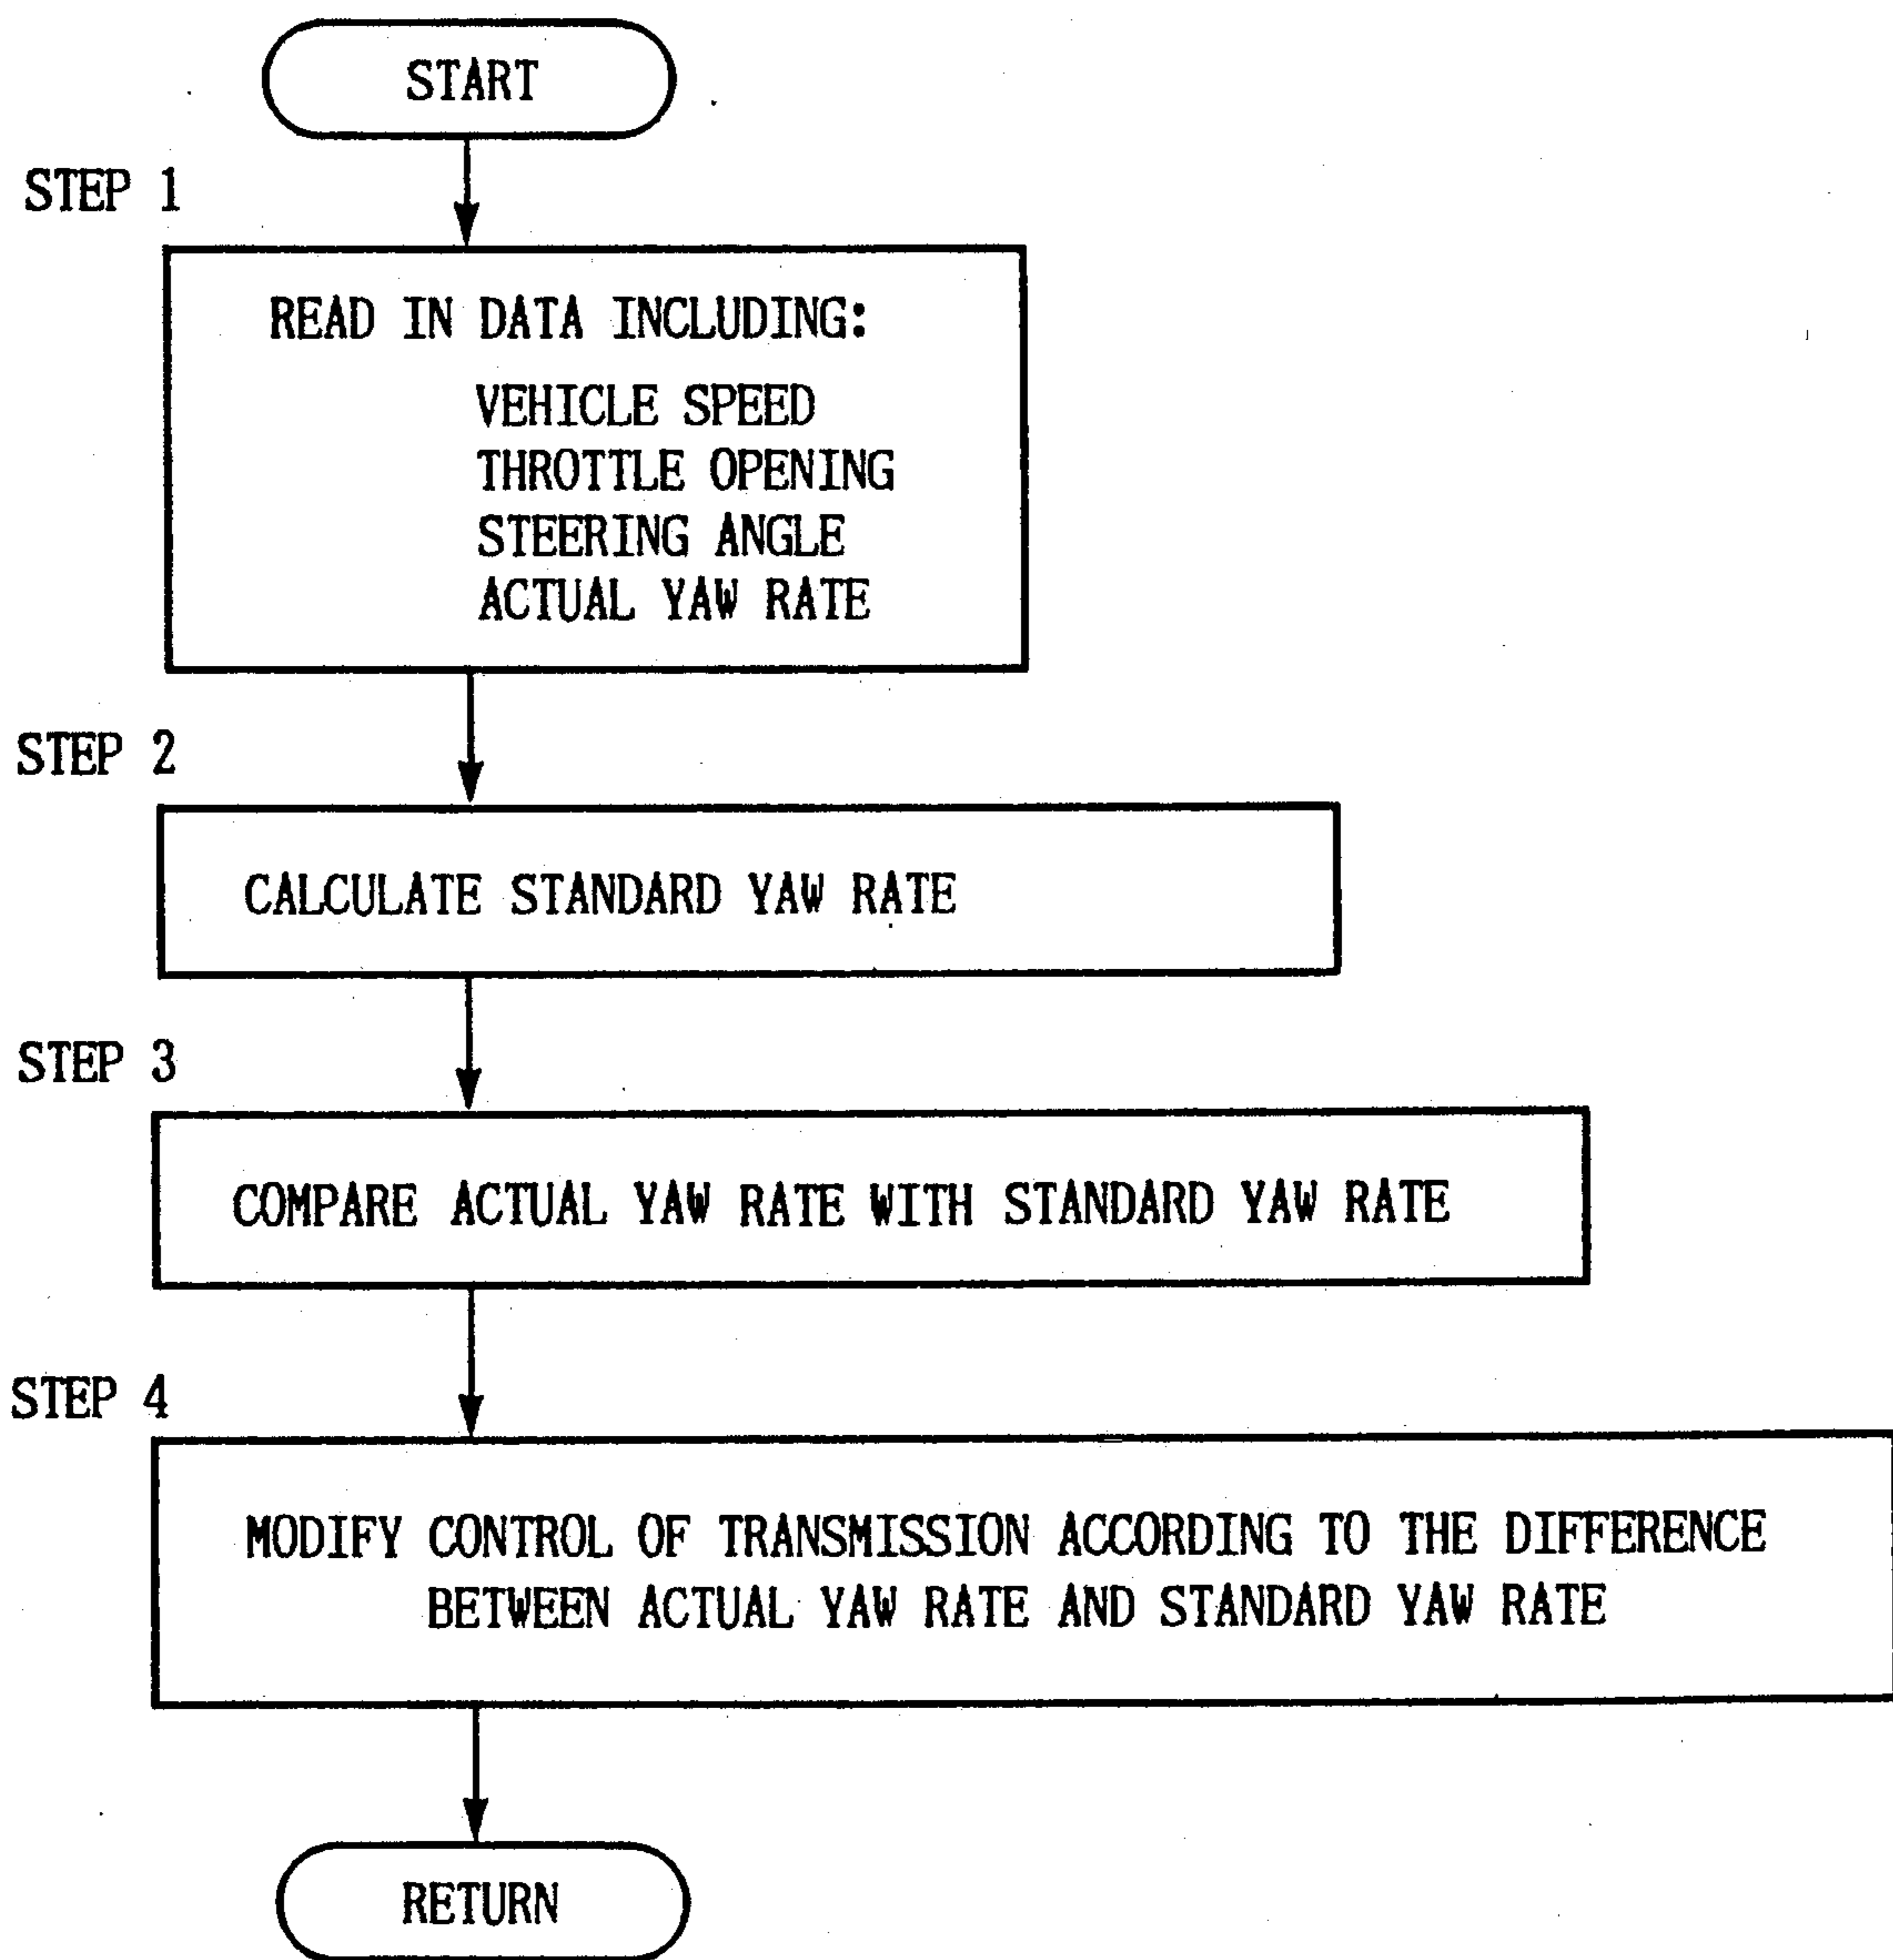 START
STEP 1
READ IN DATA INCLUDING:
VEHICLE SPEED
THROTTLE OPENING
STEERING ANGLE
ACTUAL YAW RATE
STEP 2
CALCULATE STANDARD YAW RATE
STEP 3
COMPARE ACTUAL YAW RATE WITH STANDARD YAW RATE
STEP 4
MODIFY CONTROL OF TRANSMISSION ACCORDING TO THE DIFFERENCE
BETWEEN ACTUAL YAW RATE AND STANDARD YAW RATE
RETURN